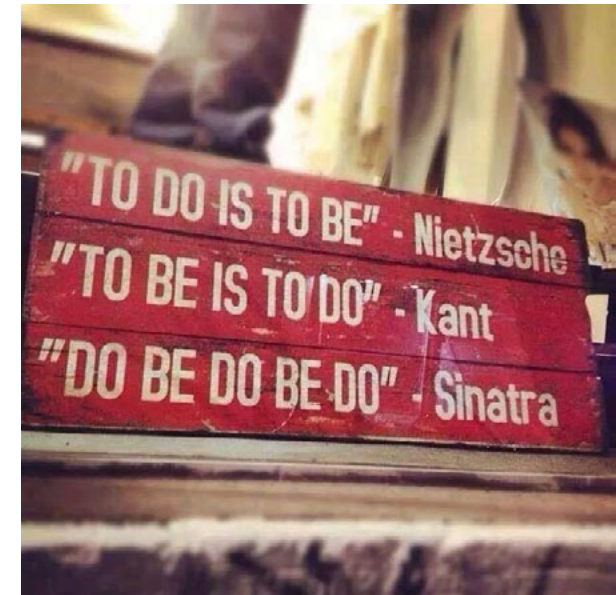 "TO DO IS TO BE" - Nietzsche
"TO BE IS TO DO" - Kant
"DO BE DO BE DO" - Sinatra